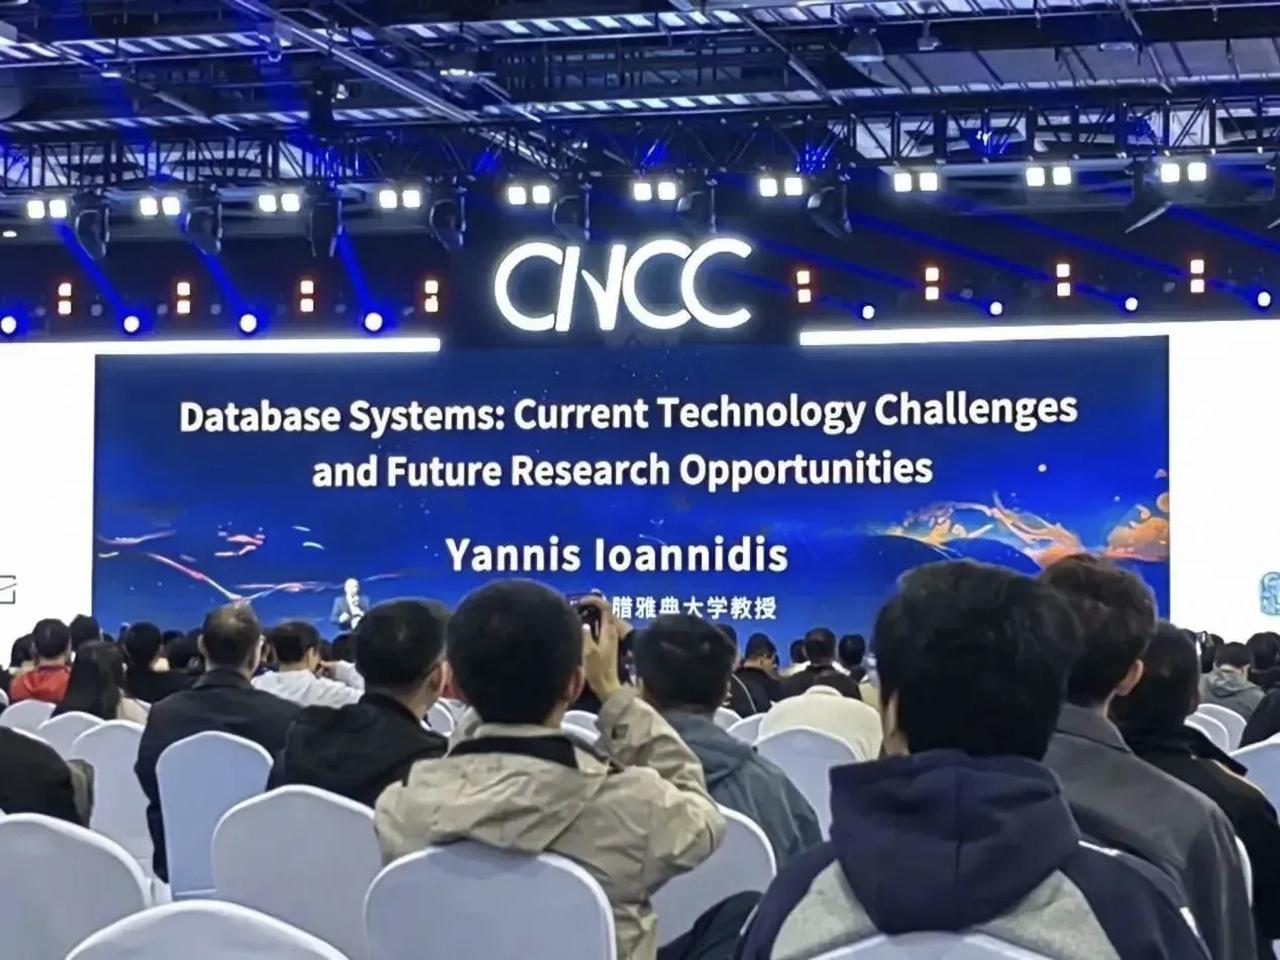 CNCC
Database Systems: Current Technology Challenges
and Future Research Opportunities
Yannis Ioannidis
腊雅典大学教授